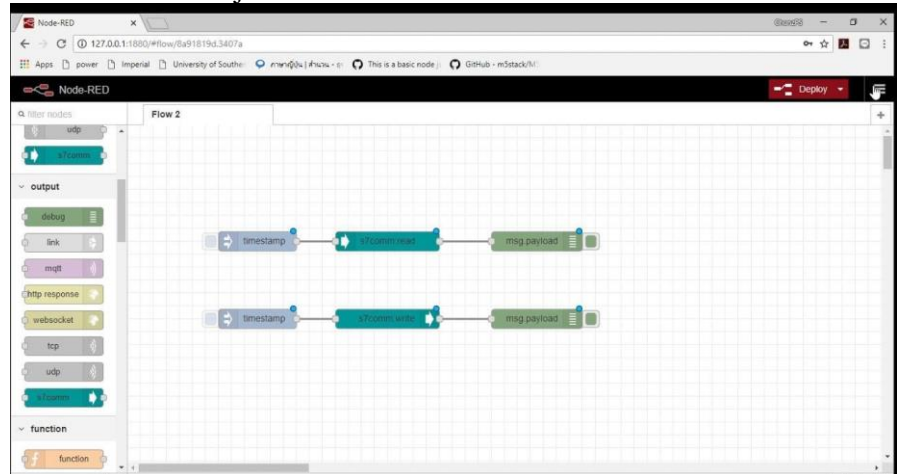 Node-RED
127.0.0.1:1880/#flow/8a91819d.3407a
Apps power Imperial University of Souther This is a basic node j GitHub - m5stack/M
Node-RED
Deploy
filter nodes
Flow 2
udp
s7comm
output
debug
link
mqtt
http response
websocket
tcp
udp
s7comm
function
function
timestamp s7comm:read msg.payload
timestamp s7comm:write msg.payload